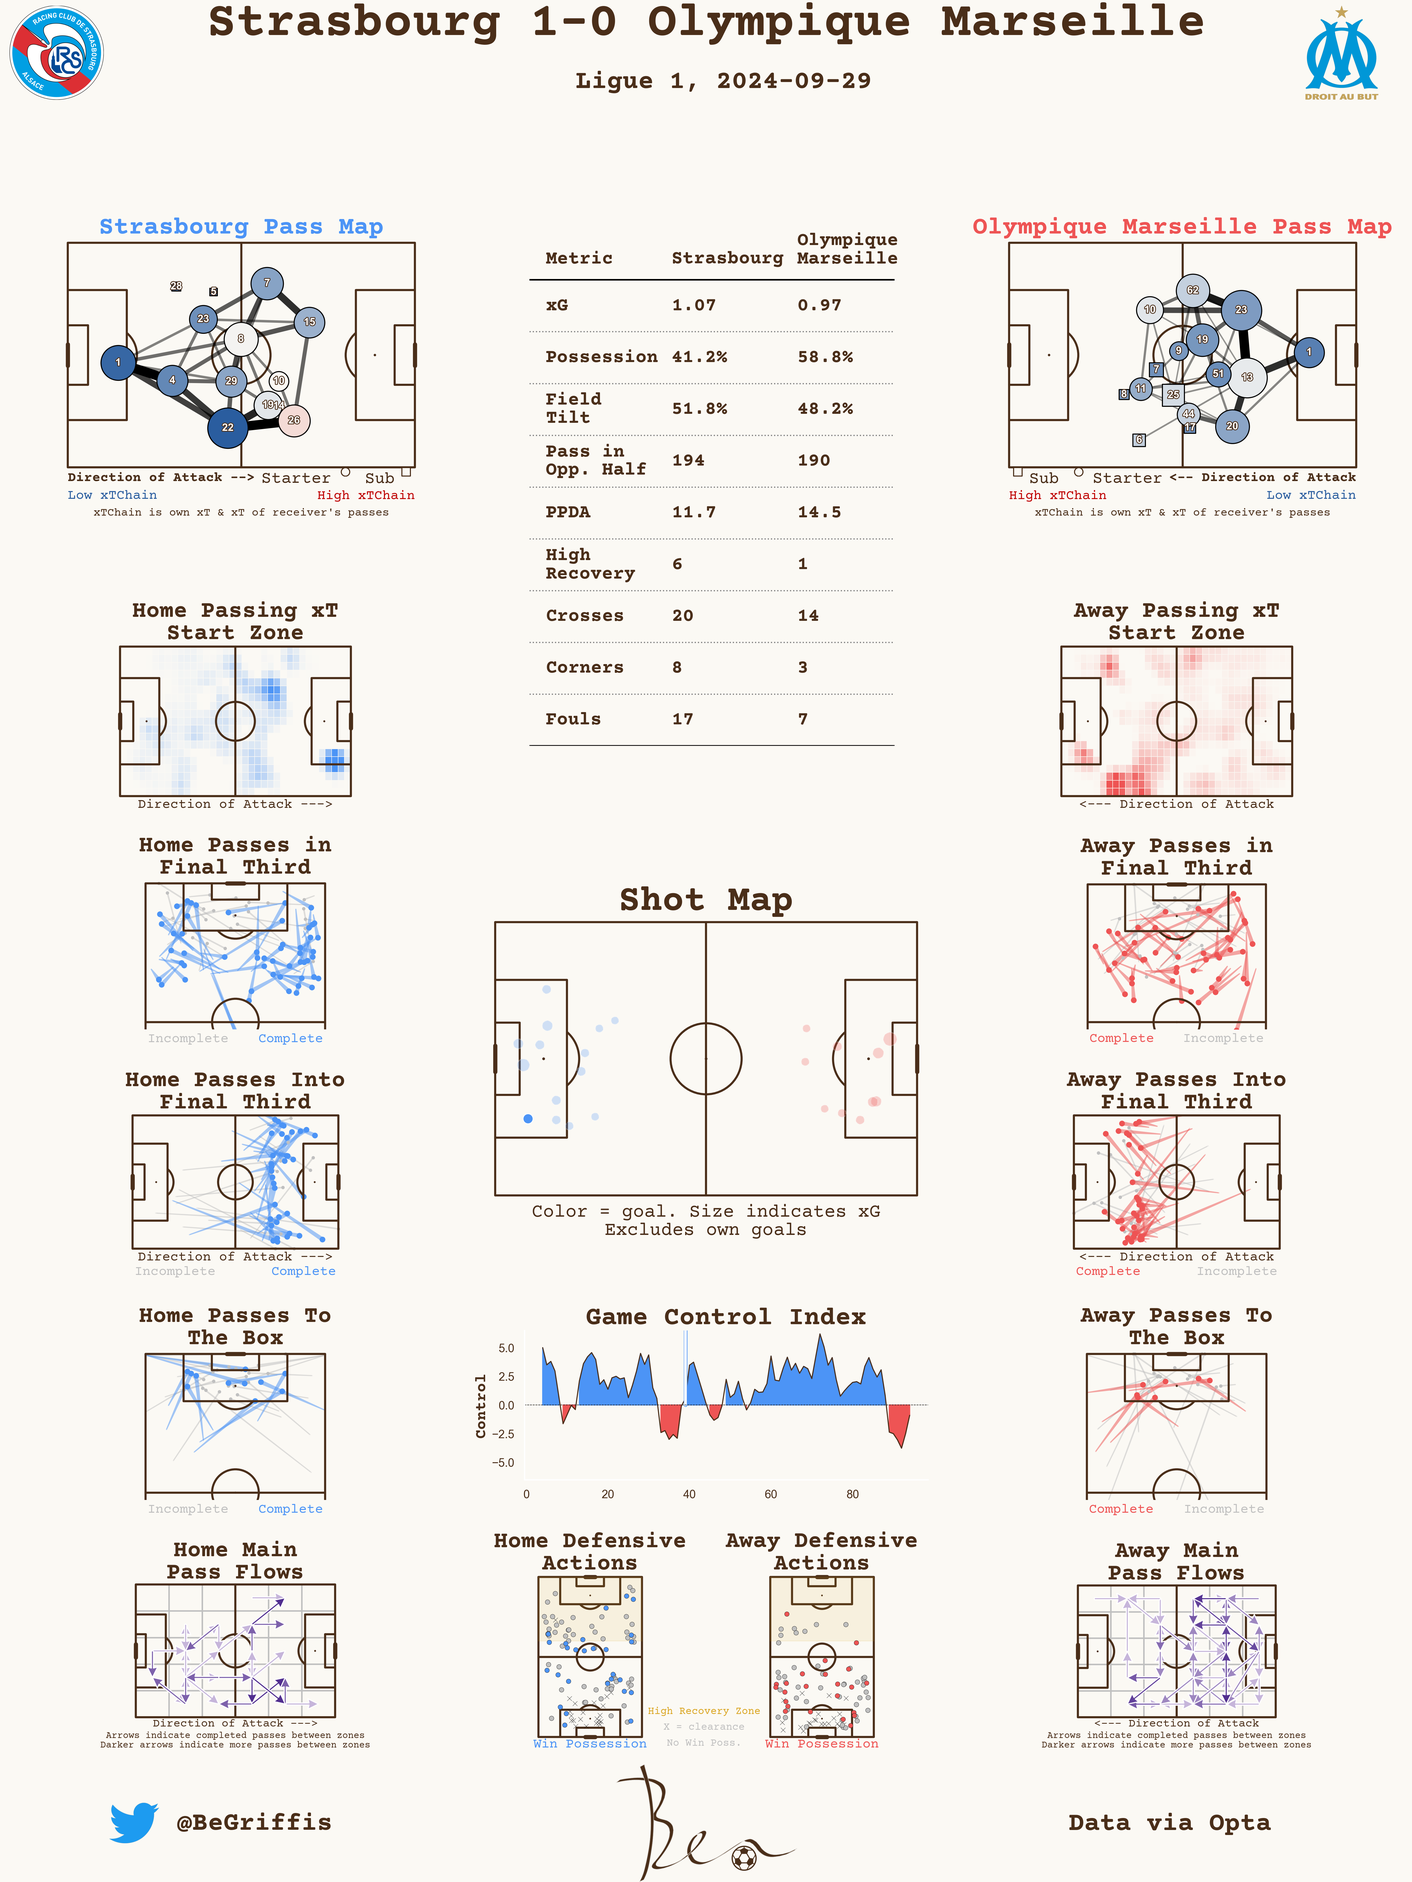 Strasbourg 1-0 Olympique Marseille
Ligue 1, 2024-09-29
RACING CLUB DE STRASBOURG
ALSACE
RCS
DROIT AU BUT
Strasbourg Pass Map
28
5
7
23
15
8
1
4
29
10
19
14
26
22
Direction of Attack --> Starter Sub
Low xTChain High xTChain
xTChain is own xT & xT of receiver's passes
Metric Strasbourg Olympique Marseille
xG 1.07 0.97
Possession 41.2% 58.8%
Field Tilt 51.8% 48.2%
Pass in Opp. Half 194 190
PPDA 11.7 14.5
High Recovery 6 1
Crosses 20 14
Corners 8 3
Fouls 17 7
Olympique Marseille Pass Map
62
10
23
19
9
1
7
51
13
11
8
25
44
17
20
6
Sub Starter <-- Direction of Attack
High xTChain Low xTChain
xTChain is own xT & xT of receiver's passes
Home Passing xT
Start Zone
Direction of Attack --->
Away Passing xT
Start Zone
<--- Direction of Attack
Home Passes in
Final Third
Incomplete Complete
Away Passes in
Final Third
Complete Incomplete
Shot Map
Color = goal. Size indicates xG
Excludes own goals
Home Passes Into
Final Third
Direction of Attack --->
Incomplete Complete
Away Passes Into
Final Third
<--- Direction of Attack
Complete Incomplete
Home Passes To
The Box
Incomplete Complete
Game Control Index
Control
5.0
2.5
0.0
−2.5
−5.0
0 20 40 60 80
Away Passes To
The Box
Complete Incomplete
Home Main
Pass Flows
Direction of Attack --->
Arrows indicate completed passes between zones
Darker arrows indicate more passes between zones
Home Defensive
Actions
Win Possession
High Recovery Zone
X = clearance
No Win Poss.
Away Defensive
Actions
Win Possession
Away Main
Pass Flows
<--- Direction of Attack
Arrows indicate completed passes between zones
Darker arrows indicate more passes between zones
@BeGriffis
Ben
Data via Opta